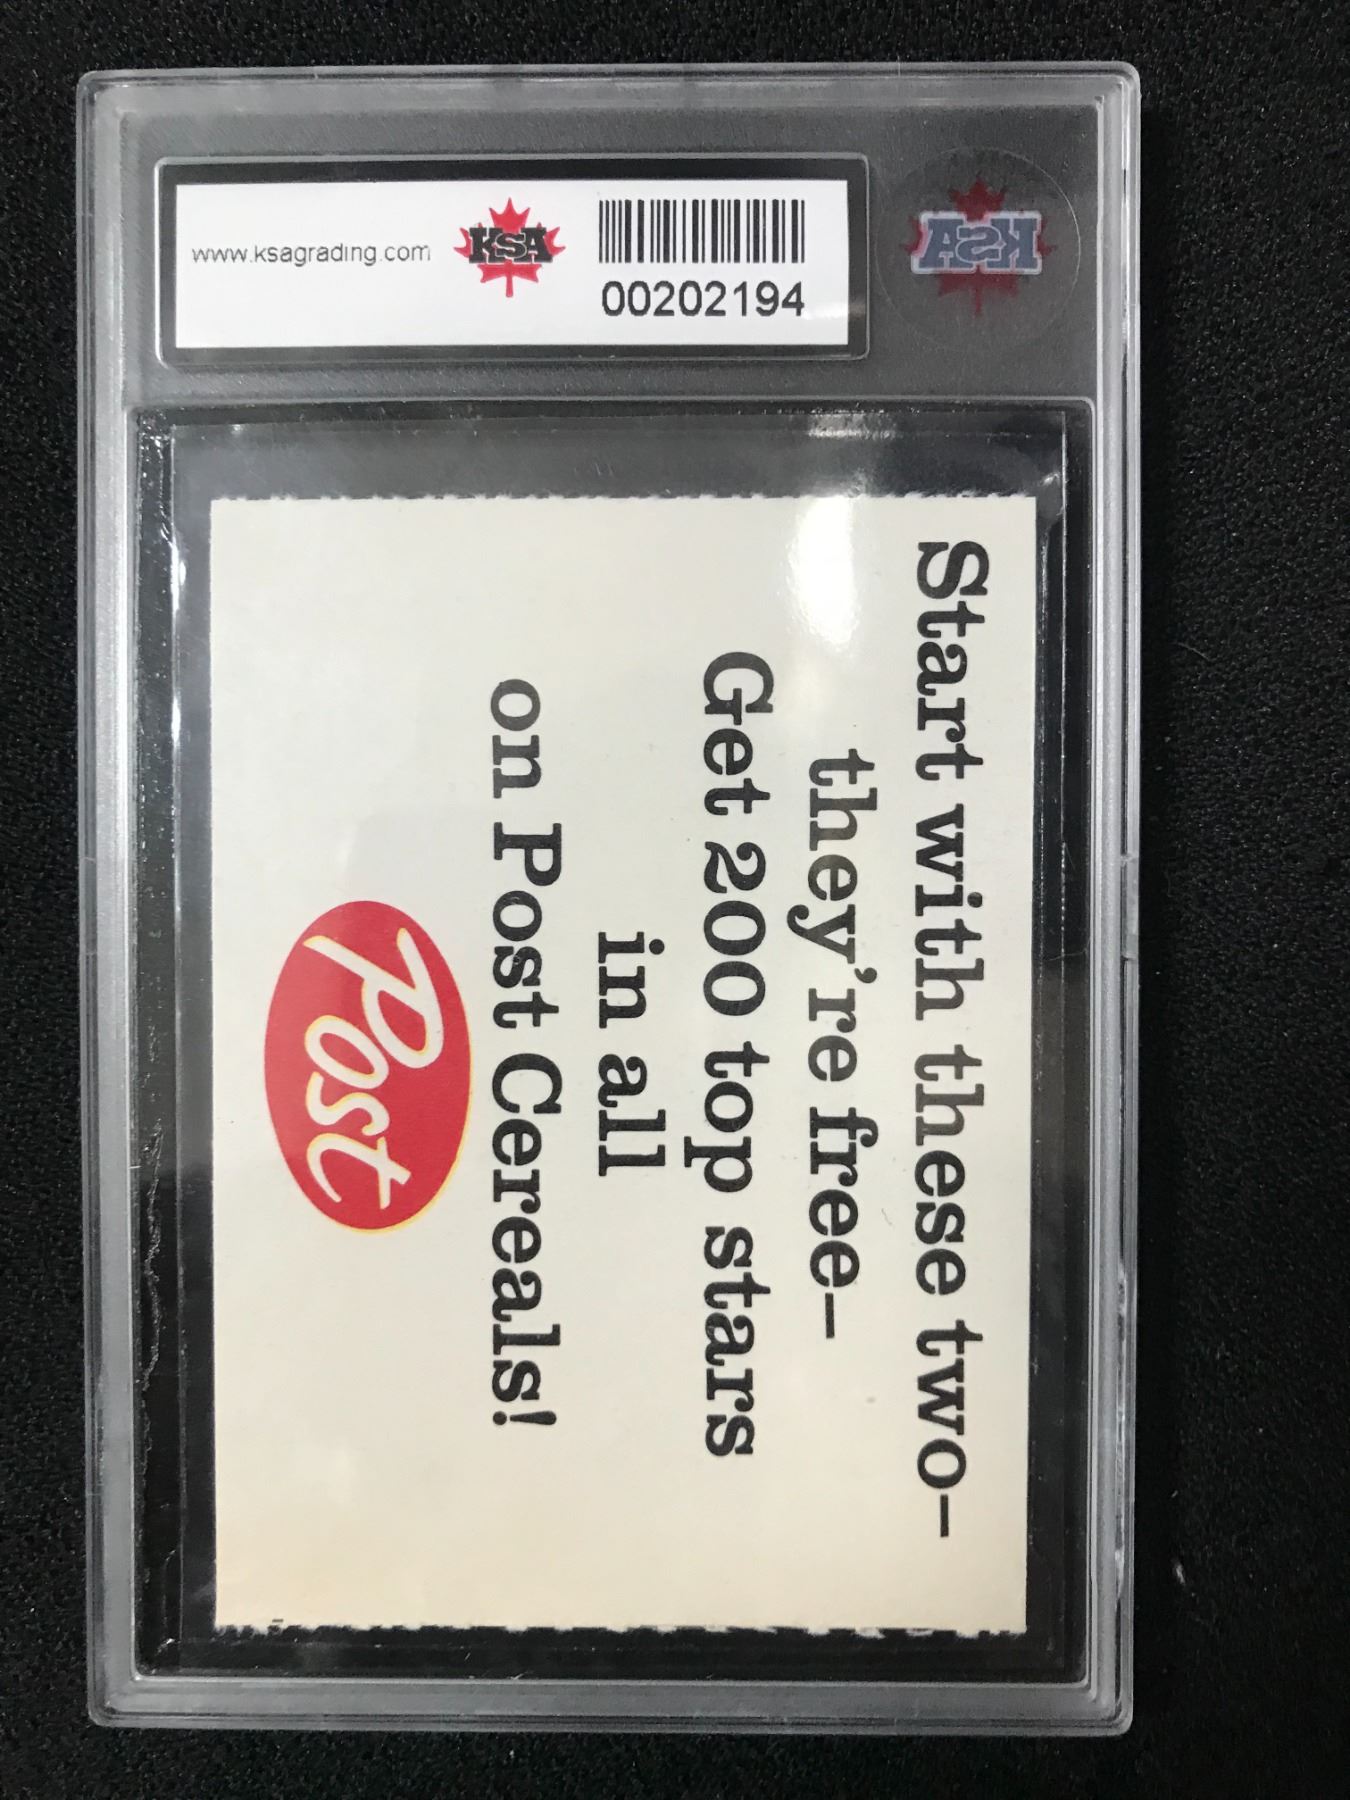 www.ksagrading.com
KSA
00202194
KSA
Start with these two–
they're free–
Get 200 top stars
in all
on Post Cereals!
Post